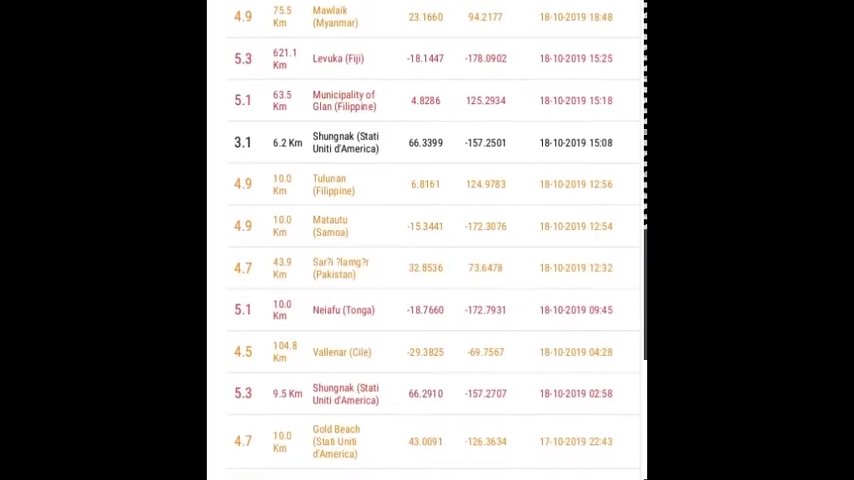 4.9 75.5 Km Mawlaik (Myanmar) 23.1660 94.2177 18-10-2019 18:48
5.3 621.1 Km Levuka (Fiji) -18.1447 -178.0902 18-10-2019 15:25
5.1 63.5 Km Municipality of Glan (Filippine) 4.8286 125.2934 18-10-2019 15:18
3.1 6.2 Km Shungnak (Stati Uniti d'America) 66.3399 -157.2501 18-10-2019 15:08
4.9 10.0 Km Tulunan (Filippine) 6.8161 124.9783 18-10-2019 12:56
4.9 10.0 Km Matautu (Samoa) -15.3441 -172.3076 18-10-2019 12:54
4.7 43.9 Km Sar?i ?lamg?r (Pakistan) 32.8536 73.6478 18-10-2019 12:32
5.1 10.0 Km Neiafu (Tonga) -18.7660 -172.7931 18-10-2019 09:45
4.5 104.8 Km Vallenar (Cile) -29.3825 -69.7567 18-10-2019 04:28
5.3 9.5 Km Shungnak (Stati Uniti d'America) 66.2910 -157.2707 18-10-2019 02:58
4.7 10.0 Km Gold Beach (Stati Uniti d'America) 43.0091 -126.3634 17-10-2019 22:43